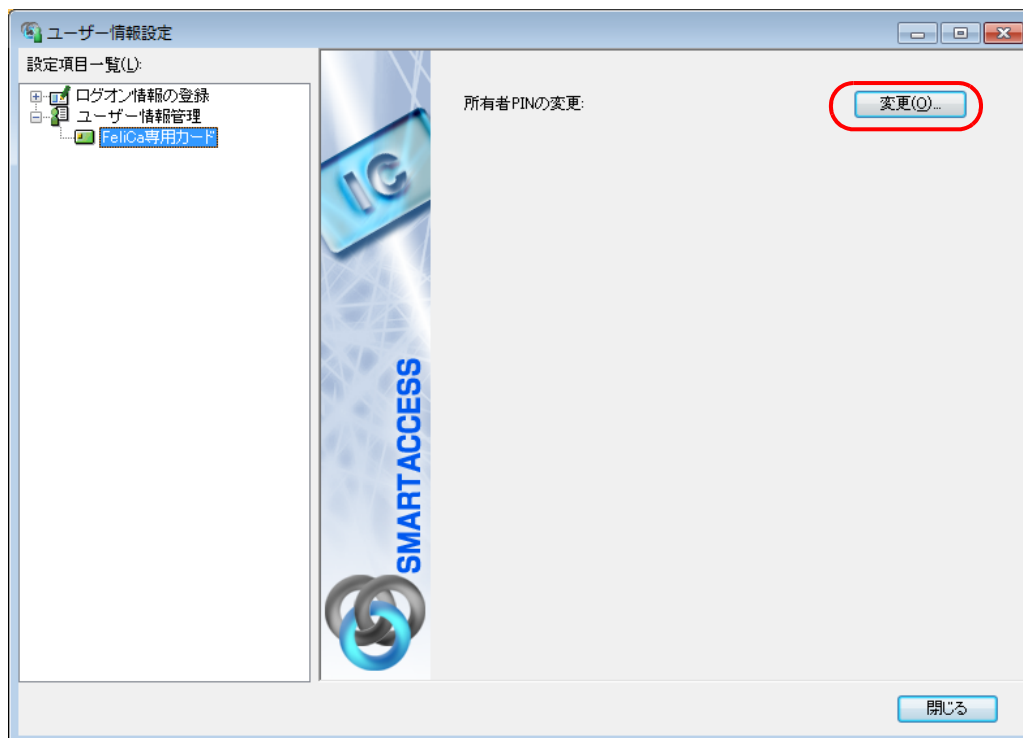 ユーザー情報設定
設定項目一覧(L):
ログオン情報の登録
ユーザー情報管理
FeliCa専用カード
IC
SMARTACCESS
所有者PINの変更:
変更(O)...
閉じる